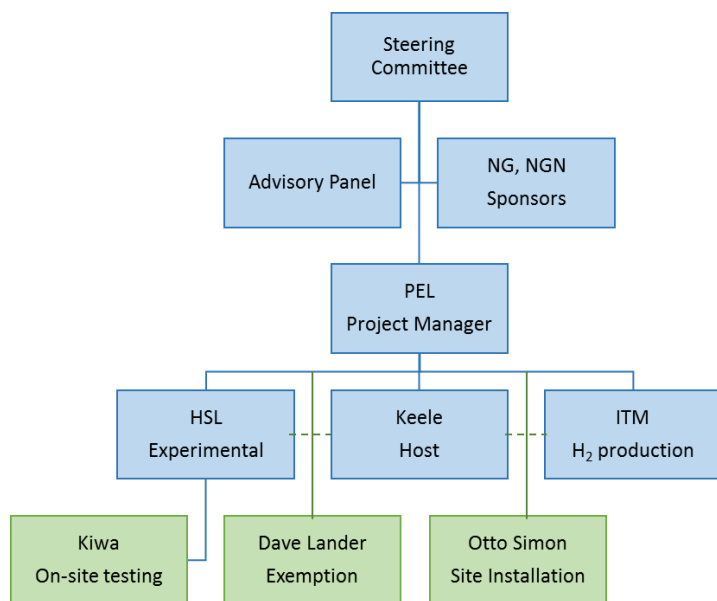 Steering
Committee
Advisory Panel
NG, NGN
Sponsors
PEL
Project Manager
HSL
Experimental
Keele
Host
ITM
H₂ production
Kiwa
On-site testing
Dave Lander
Exemption
Otto Simon
Site Installation